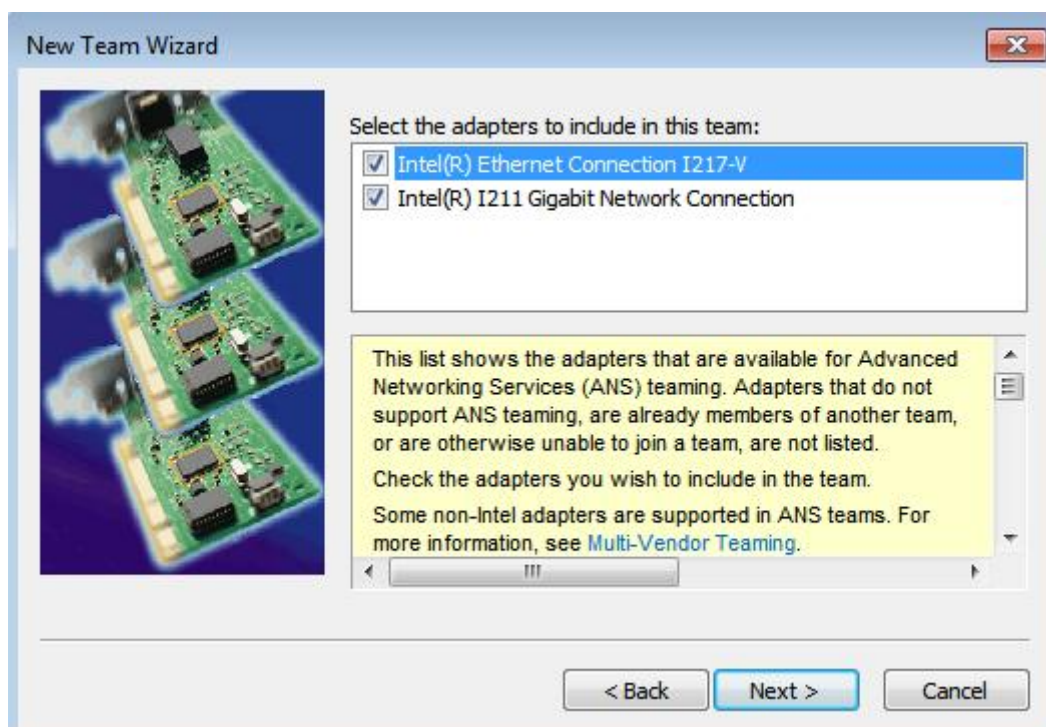 New Team Wizard
Select the adapters to include in this team:
Intel(R) Ethernet Connection I217-V
Intel(R) I211 Gigabit Network Connection
This list shows the adapters that are available for Advanced
Networking Services (ANS) teaming. Adapters that do not
support ANS teaming, are already members of another team,
or are otherwise unable to join a team, are not listed.
Check the adapters you wish to include in the team.
Some non-Intel adapters are supported in ANS teams. For
more information, see Multi-Vendor Teaming.
< Back Next > Cancel